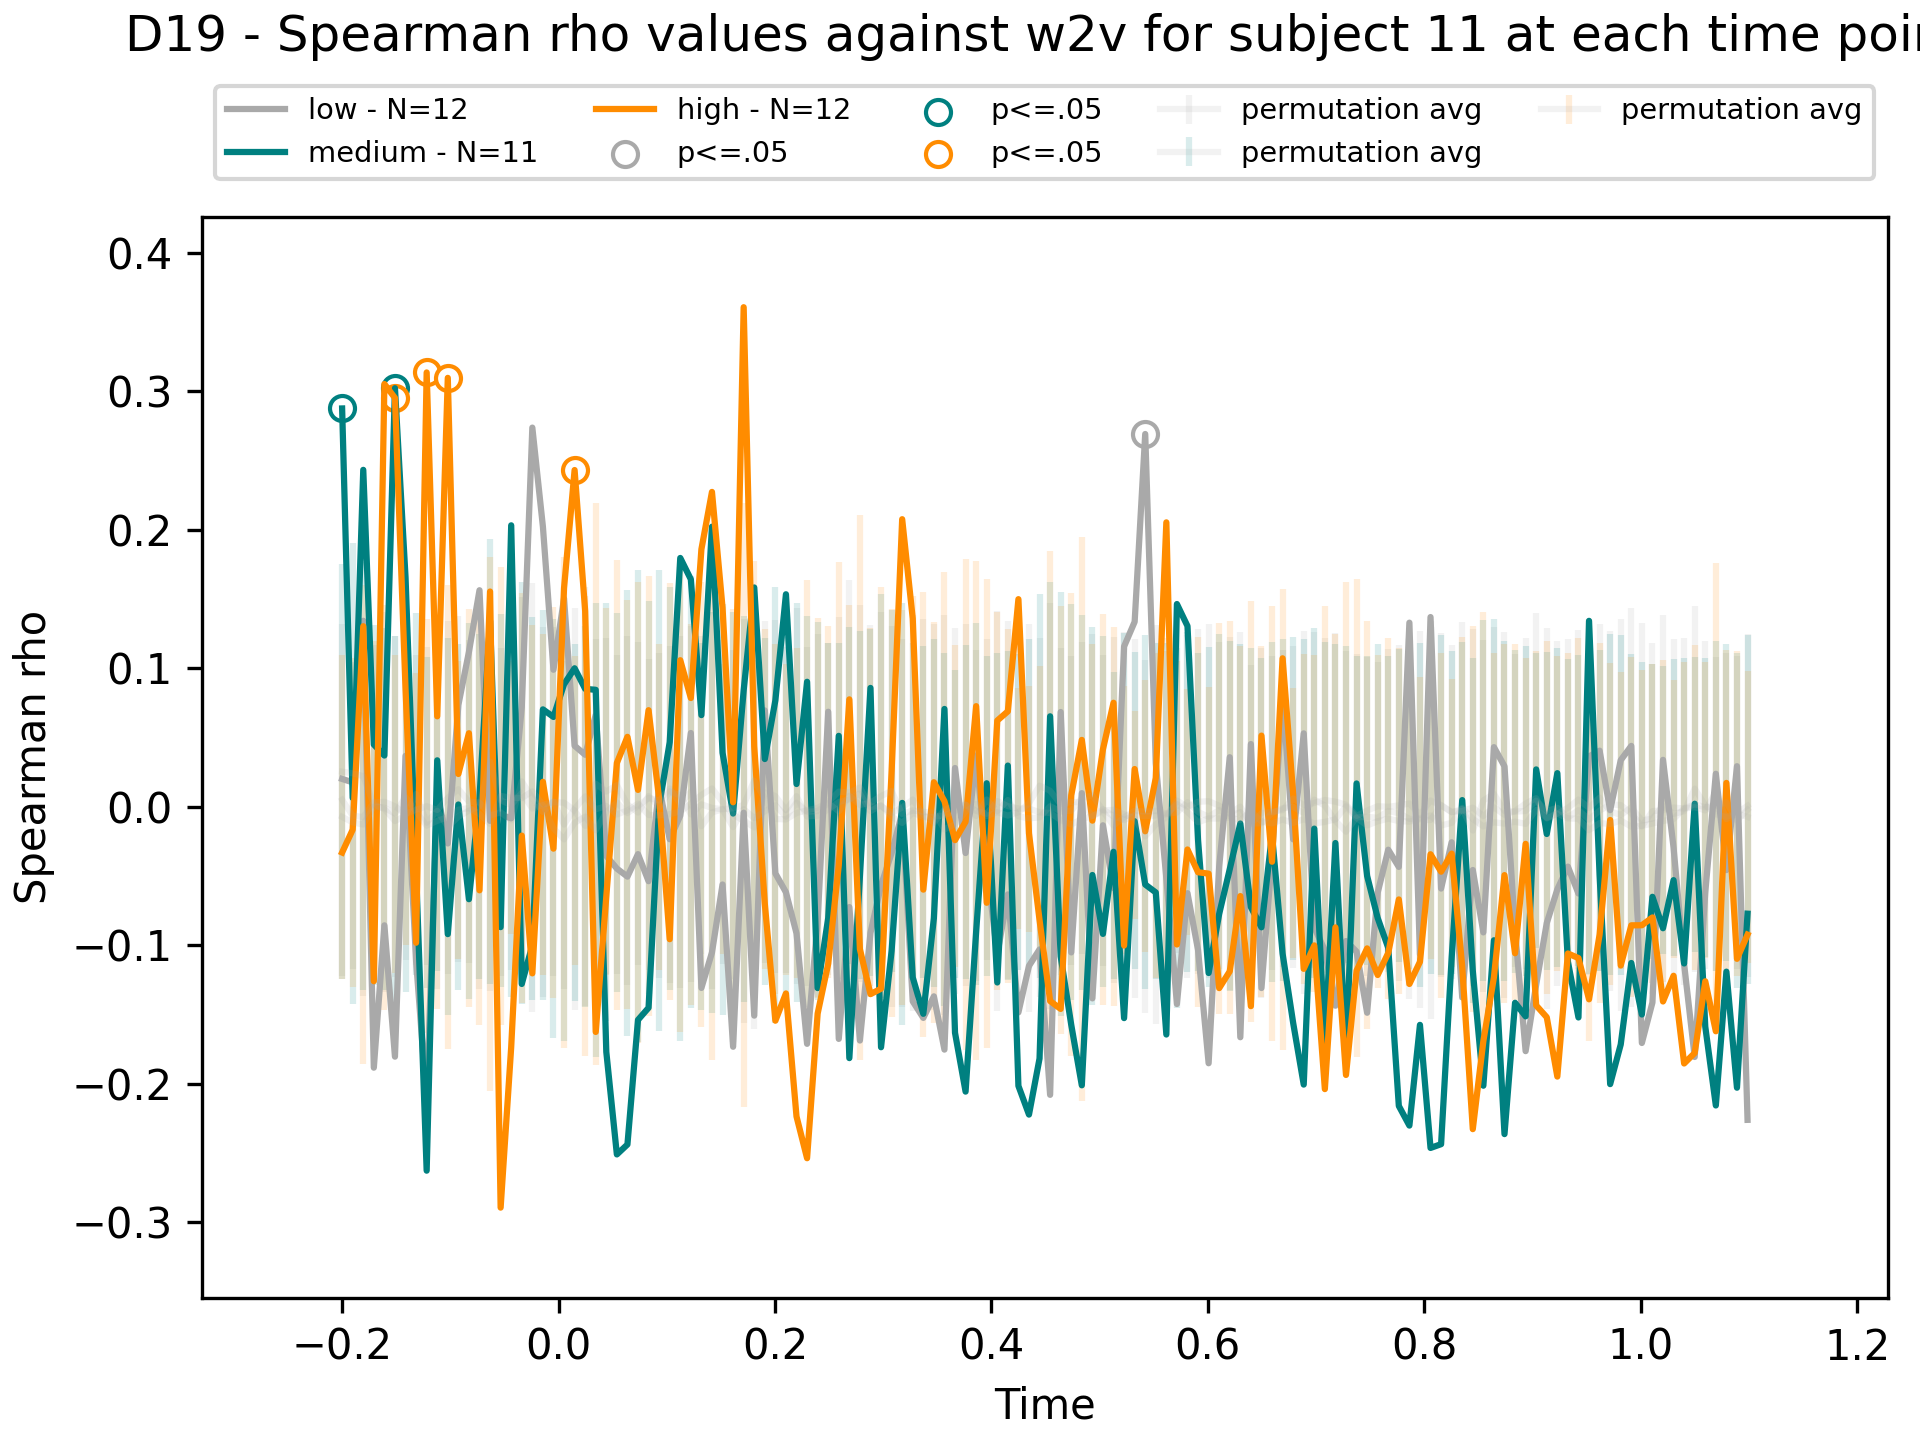 D19 - Spearman rho values against w2v for subject 11 at each time poi
low - N=12
medium - N=11
high - N=12
p<=.05
p<=.05
p<=.05
permutation avg
permutation avg
permutation avg
Spearman rho
0.4
0.3
0.2
0.1
0.0
−0.1
−0.2
−0.3
−0.2 0.0 0.2 0.4 0.6 0.8 1.0 1.2
Time